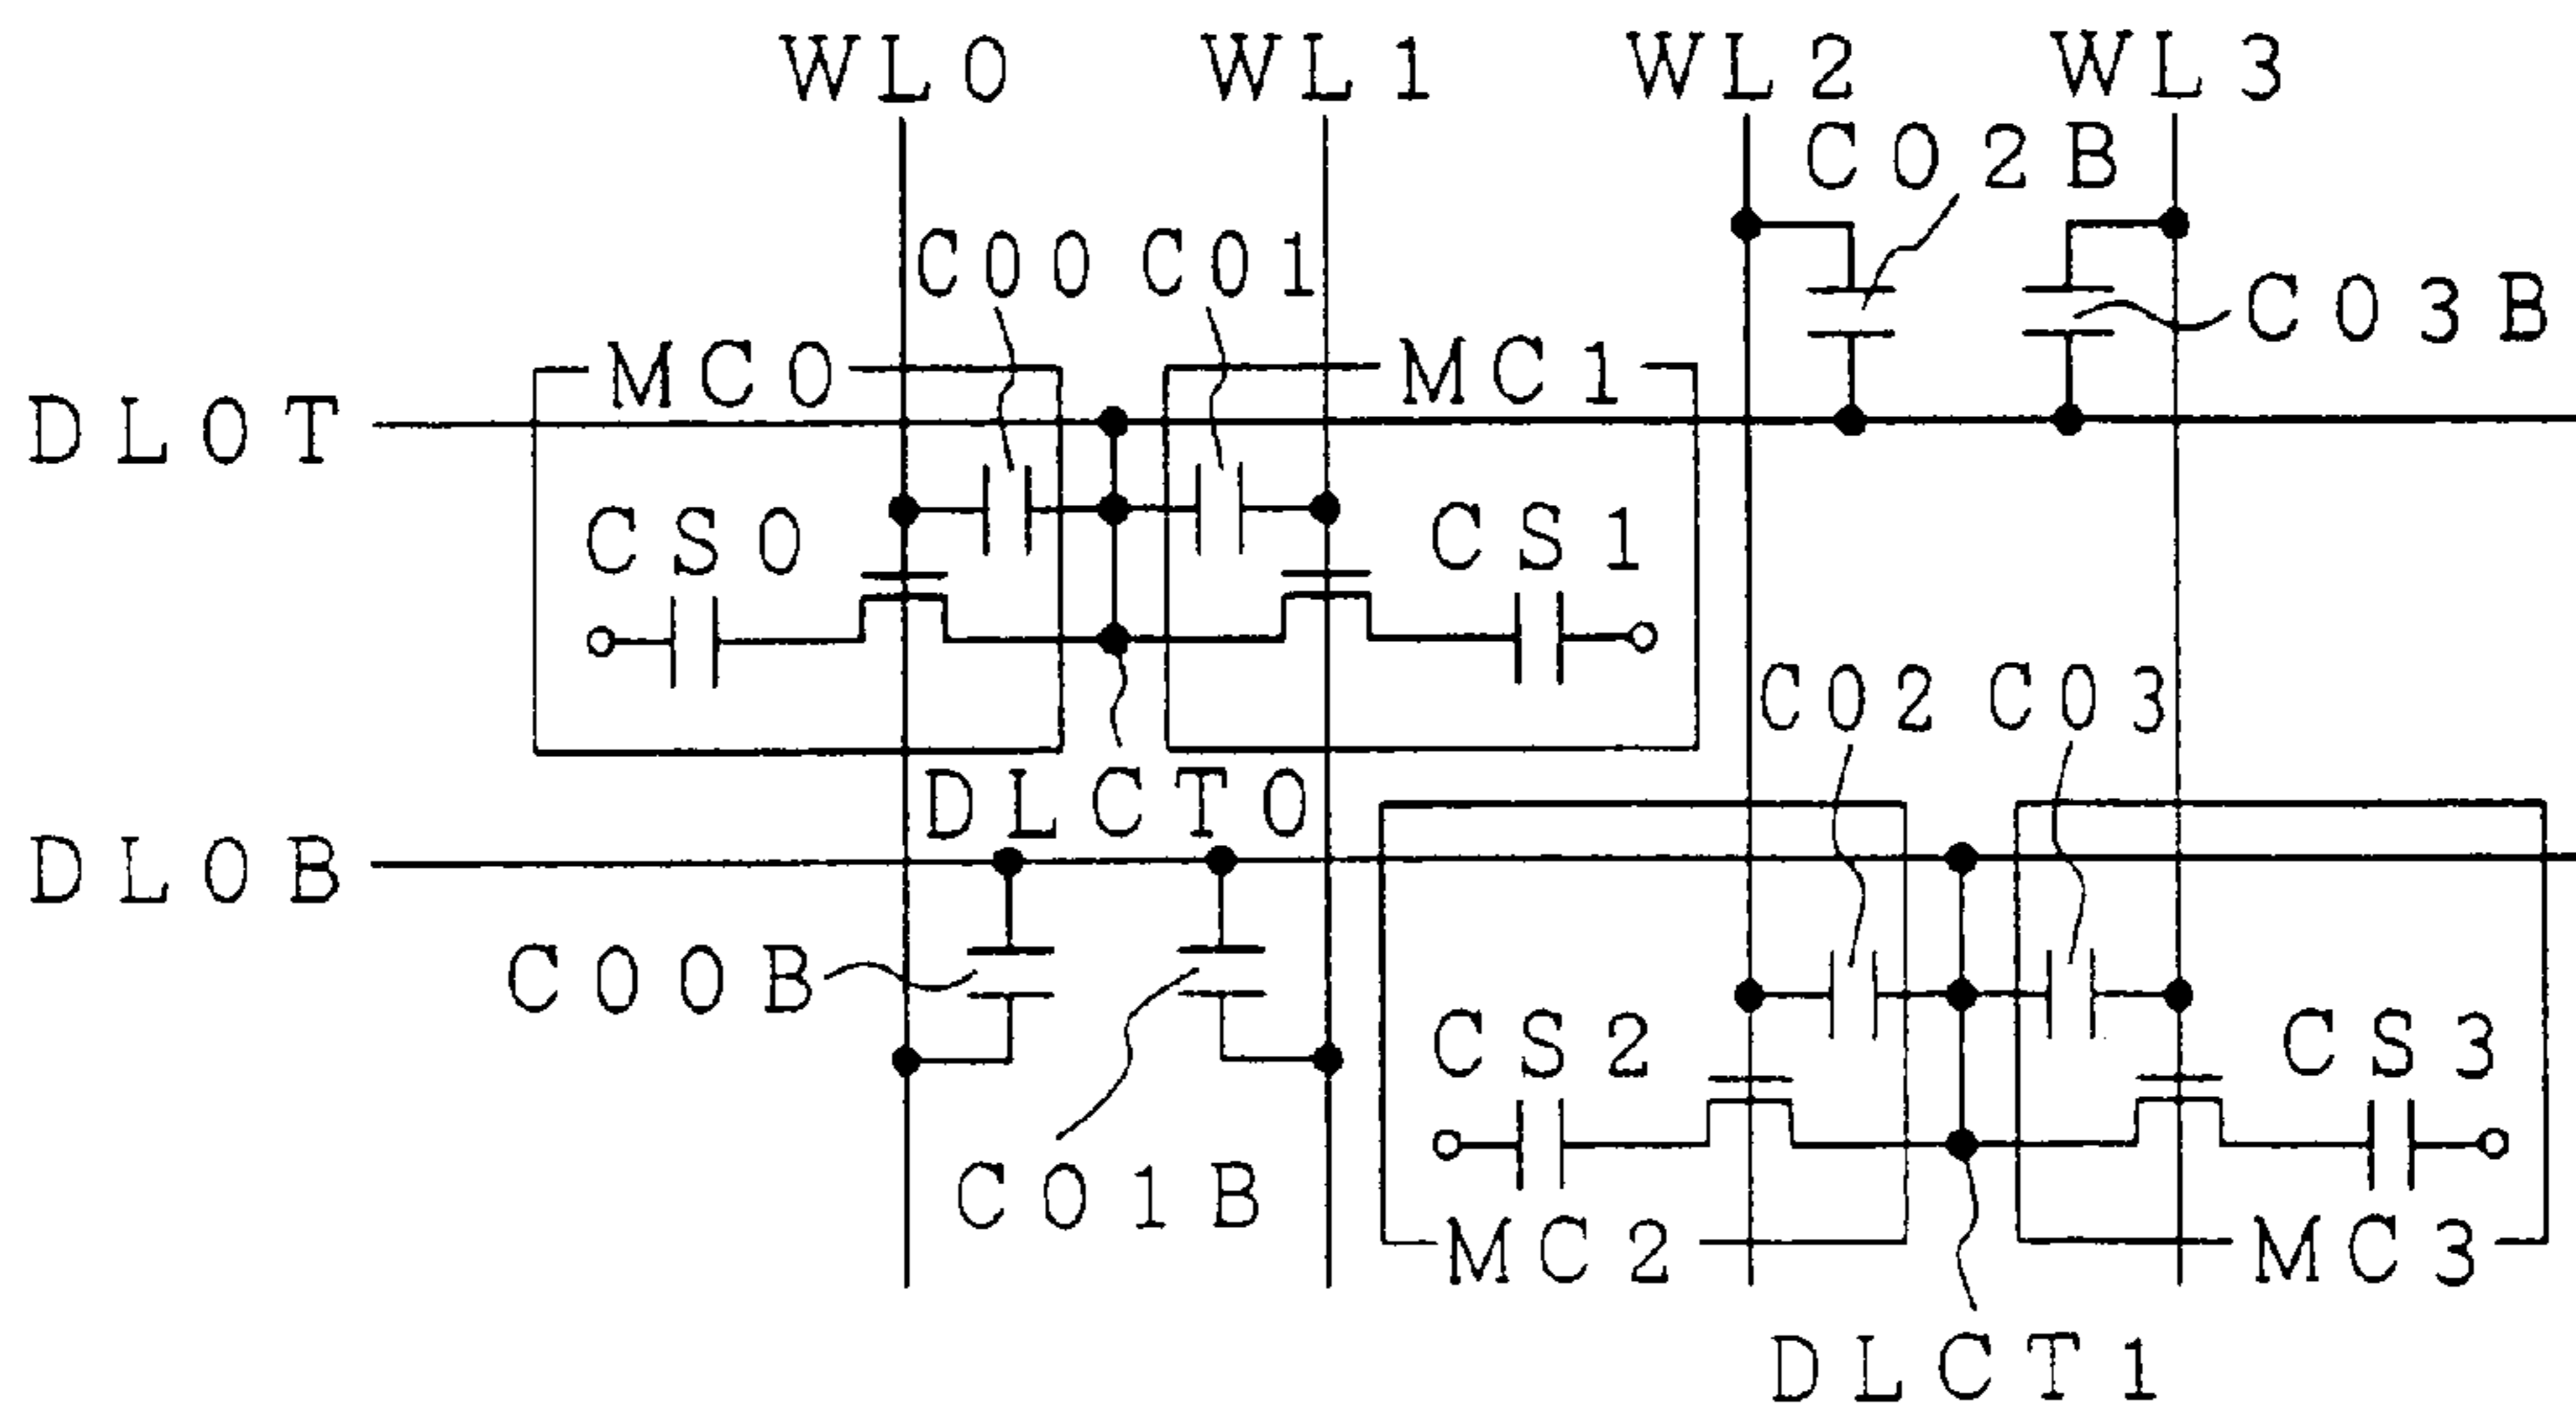 WL0 WL1 WL2 WL3
C02B
C00 C01 C03B
MC0 MC1
DL0T
CS0 CS1
C02 C03
DLCT0
DL0B
C00B
CS2 CS3
C01B
MC2 MC3
DLCT1